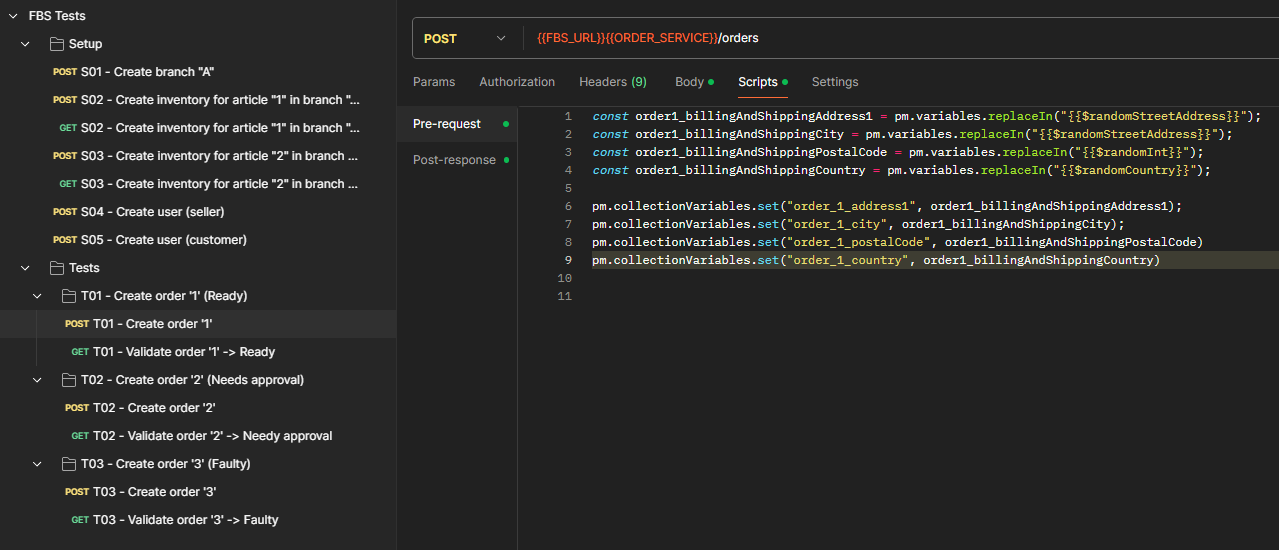 FBS Tests
Setup
POST S01 - Create branch "A"
POST S02 - Create inventory for article "1" in branch "...
GET S02 - Create inventory for article "1" in branch "...
POST S03 - Create inventory for article "2" in branch ...
GET S03 - Create inventory for article "2" in branch ...
POST S04 - Create user (seller)
POST S05 - Create user (customer)
Tests
T01 - Create order '1' (Ready)
POST T01 - Create order '1'
GET T01 - Validate order '1' -> Ready
T02 - Create order '2' (Needs approval)
POST T02 - Create order '2'
GET T02 - Validate order '2' -> Needy approval
T03 - Create order '3' (Faulty)
POST T03 - Create order '3'
GET T03 - Validate order '3' -> Faulty
POST {{FBS_URL}}{{ORDER_SERVICE}}/orders
Params Authorization Headers (9) Body Scripts Settings
Pre-request
Post-response
1 const order1_billingAndShippingAddress1 = pm.variables.replaceIn("{{$randomStreetAddress}}");
2 const order1_billingAndShippingCity = pm.variables.replaceIn("{{$randomStreetAddress}}");
3 const order1_billingAndShippingPostalCode = pm.variables.replaceIn("{{$randomInt}}");
4 const order1_billingAndShippingCountry = pm.variables.replaceIn("{{$randomCountry}}");
5
6 pm.collectionVariables.set("order_1_address1", order1_billingAndShippingAddress1);
7 pm.collectionVariables.set("order_1_city", order1_billingAndShippingCity);
8 pm.collectionVariables.set("order_1_postalCode", order1_billingAndShippingPostalCode)
9 pm.collectionVariables.set("order_1_country", order1_billingAndShippingCountry)
10
11